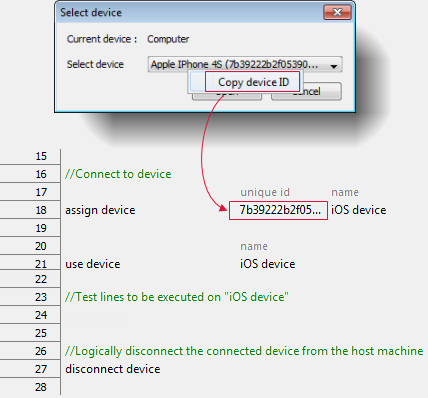 Select device
Current device : Computer
Select device Apple IPhone 4S (7b39222b2f05390...
Copy device ID
Cancel
15
16 //Connect to device
17 unique id name
18 assign device 7b39222b2f05... iOS device
19
20 name
21 use device iOS device
22
23 //Test lines to be executed on "iOS device"
24
25
26 //Logically disconnect the connected device from the host machine
27 disconnect device
28